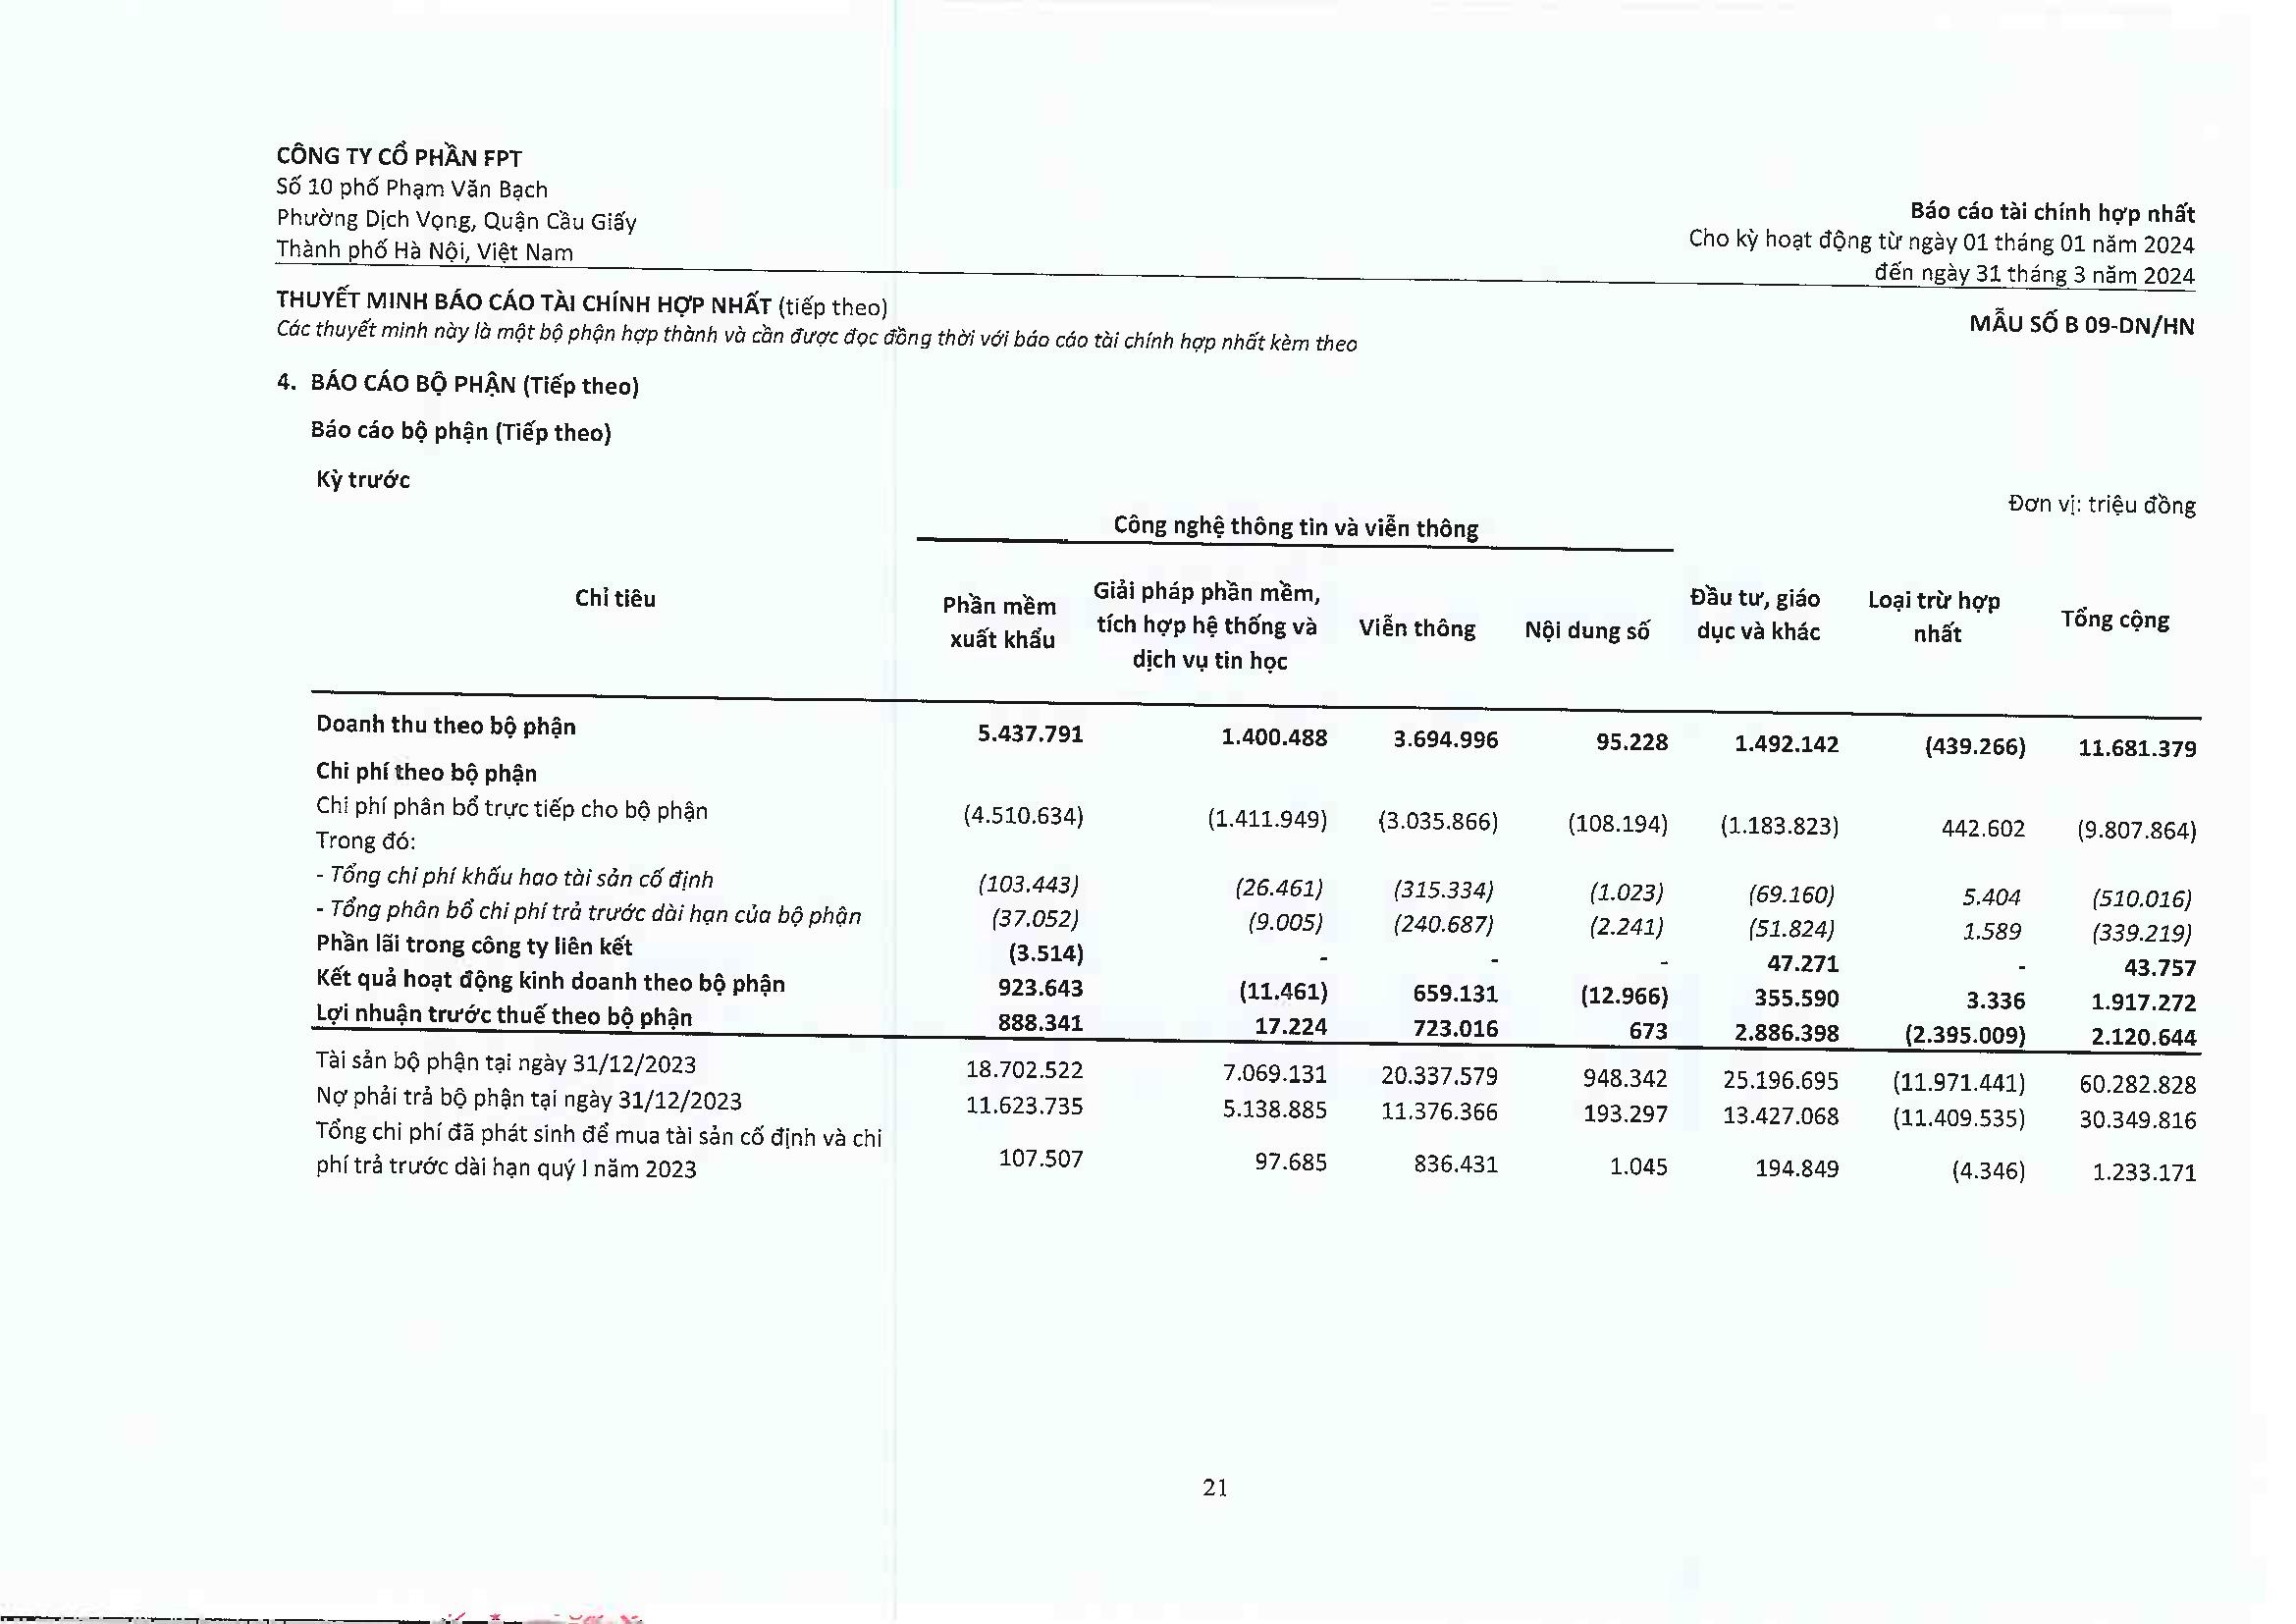 CÔNG TY CỔ PHẦN FPT
Số 10 phố Phạm Văn Bạch
Phường Dịch Vọng, Quận Cầu Giấy
Thành phố Hà Nội, Việt Nam
Báo cáo tài chính hợp nhất
Cho kỳ hoạt động từ ngày 01 tháng 01 năm 2024
đến ngày 31 tháng 3 năm 2024
THUYẾT MINH BÁO CÁO TÀI CHÍNH HỢP NHẤT (tiếp theo)
Các thuyết minh này là một bộ phận hợp thành và cần được đọc đồng thời với báo cáo tài chính hợp nhất kèm theo
MẪU SỐ B 09-DN/HN
4. BÁO CÁO BỘ PHẬN (Tiếp theo)
Báo cáo bộ phận (Tiếp theo)
Kỳ trước
Đơn vị: triệu đồng
Công nghệ thông tin và viễn thông
Chỉ tiêu
Phần mềm
xuất khẩu
Giải pháp phần mềm,
tích hợp hệ thống và
dịch vụ tin học
Viễn thông
Nội dung số
Đầu tư, giáo
dục và khác
Loại trừ hợp
nhất
Tổng cộng
Doanh thu theo bộ phận 5.437.791 1.400.488 3.694.996 95.228 1.492.142 (439.266) 11.681.379
Chi phí theo bộ phận
Chi phí phân bổ trực tiếp cho bộ phận (4.510.634) (1.411.949) (3.035.866) (108.194) (1.183.823) 442.602 (9.807.864)
Trong đó:
- Tổng chi phí khấu hao tài sản cố định (103.443) (26.461) (315.334) (1.023) (69.160) 5.404 (510.016)
- Tổng phân bổ chi phí trả trước dài hạn của bộ phận (37.052) (9.005) (240.687) (2.241) (51.824) 1.589 (339.219)
Phần lãi trong công ty liên kết (3.514) - - - 47.271 - 43.757
Kết quả hoạt động kinh doanh theo bộ phận 923.643 (11.461) 659.131 (12.966) 355.590 3.336 1.917.272
Lợi nhuận trước thuế theo bộ phận 888.341 17.224 723.016 673 2.886.398 (2.395.009) 2.120.644
Tài sản bộ phận tại ngày 31/12/2023 18.702.522 7.069.131 20.337.579 948.342 25.196.695 (11.971.441) 60.282.828
Nợ phải trả bộ phận tại ngày 31/12/2023 11.623.735 5.138.885 11.376.366 193.297 13.427.068 (11.409.535) 30.349.816
Tổng chi phí đã phát sinh để mua tài sản cố định và chi
phí trả trước dài hạn quý I năm 2023 107.507 97.685 836.431 1.045 194.849 (4.346) 1.233.171
21